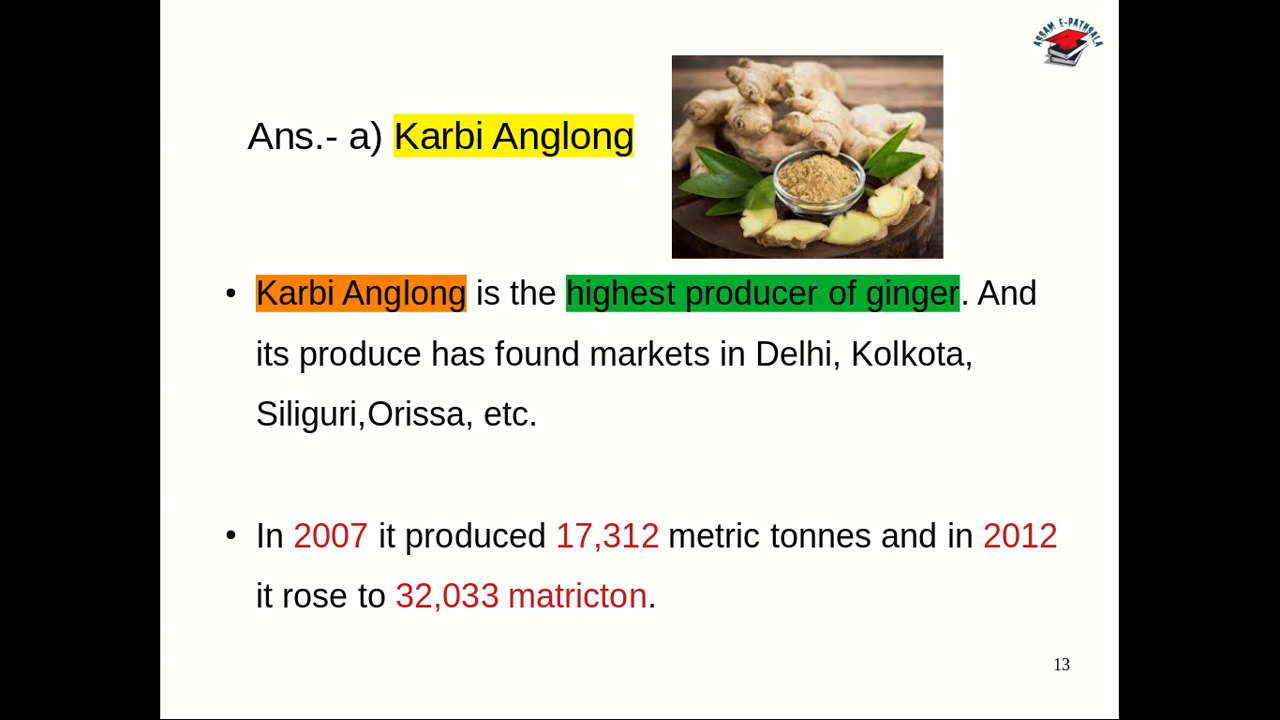 ASSAM E-PATHSALA
Ans.- a) Karbi Anglong
• Karbi Anglong is the highest producer of ginger. And
its produce has found markets in Delhi, Kolkota,
Siliguri,Orissa, etc.
• In 2007 it produced 17,312 metric tonnes and in 2012
it rose to 32,033 matricton.
13